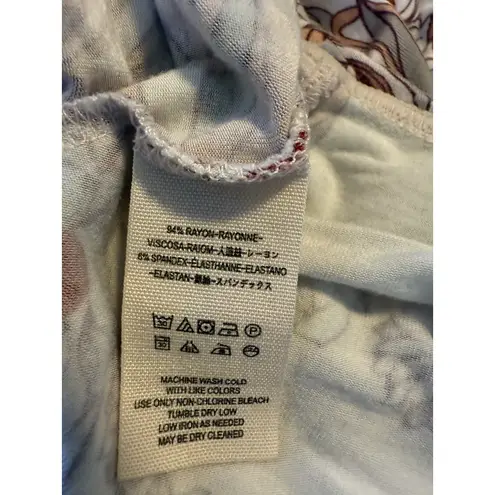 94% RAYON-RAYONNE-
VISCOSA-RAIOM-人造絲-レーヨン
6% SPANDEX-ÉLASTHANNE-ELASTANO
-ELASTAN-スパンデックス
MACHINE WASH COLD
WITH LIKE COLORS
USE ONLY NON-CHLORINE BLEACH
TUMBLE DRY LOW
LOW IRON AS NEEDED
MAY BE DRY CLEANED